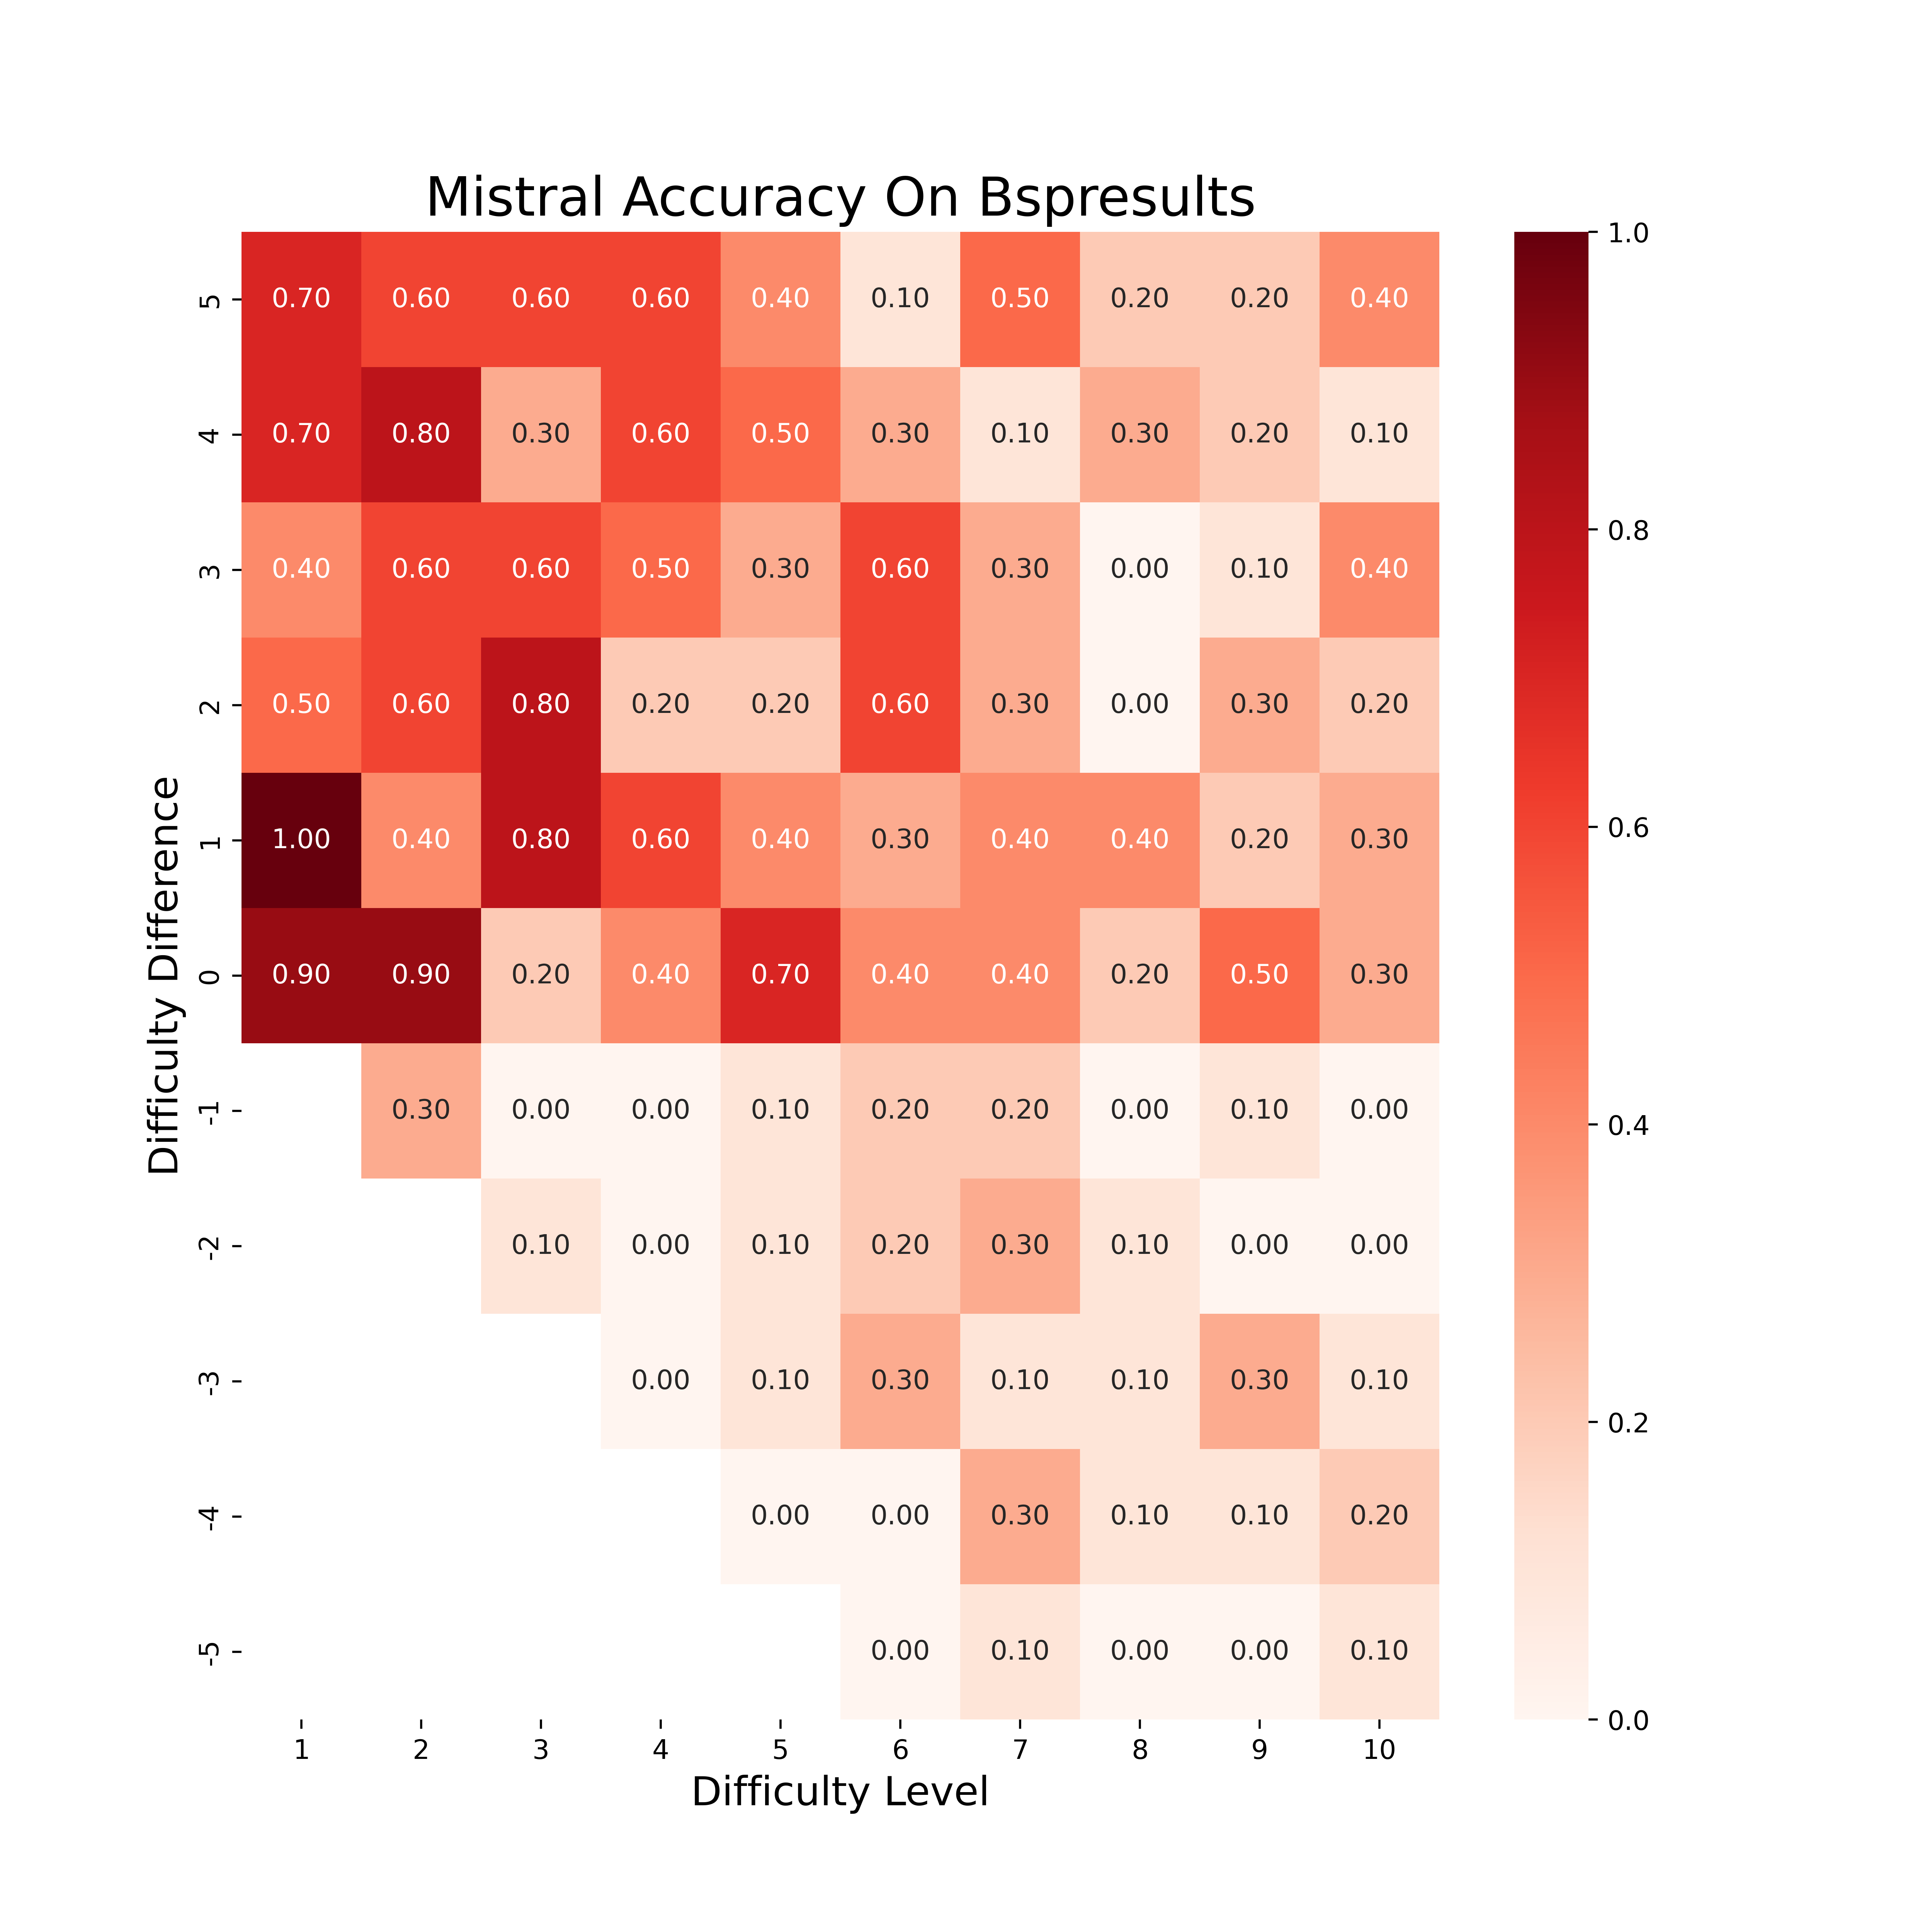 Mistral Accuracy On Bspresults
5 0.70 0.60 0.60 0.60 0.40 0.10 0.50 0.20 0.20 0.40
4 0.70 0.80 0.30 0.60 0.50 0.30 0.10 0.30 0.20 0.10
3 0.40 0.60 0.60 0.50 0.30 0.60 0.30 0.00 0.10 0.40
2 0.50 0.60 0.80 0.20 0.20 0.60 0.30 0.00 0.30 0.20
1 1.00 0.40 0.80 0.60 0.40 0.30 0.40 0.40 0.20 0.30
0 0.90 0.90 0.20 0.40 0.70 0.40 0.40 0.20 0.50 0.30
-1 0.30 0.00 0.00 0.10 0.20 0.20 0.00 0.10 0.00
-2 0.10 0.00 0.10 0.20 0.30 0.10 0.00 0.00
-3 0.00 0.10 0.30 0.10 0.10 0.30 0.10
-4 0.00 0.00 0.30 0.10 0.10 0.20
-5 0.00 0.10 0.00 0.00 0.10
1 2 3 4 5 6 7 8 9 10
Difficulty Level
Difficulty Difference
1.0
0.8
0.6
0.4
0.2
0.0